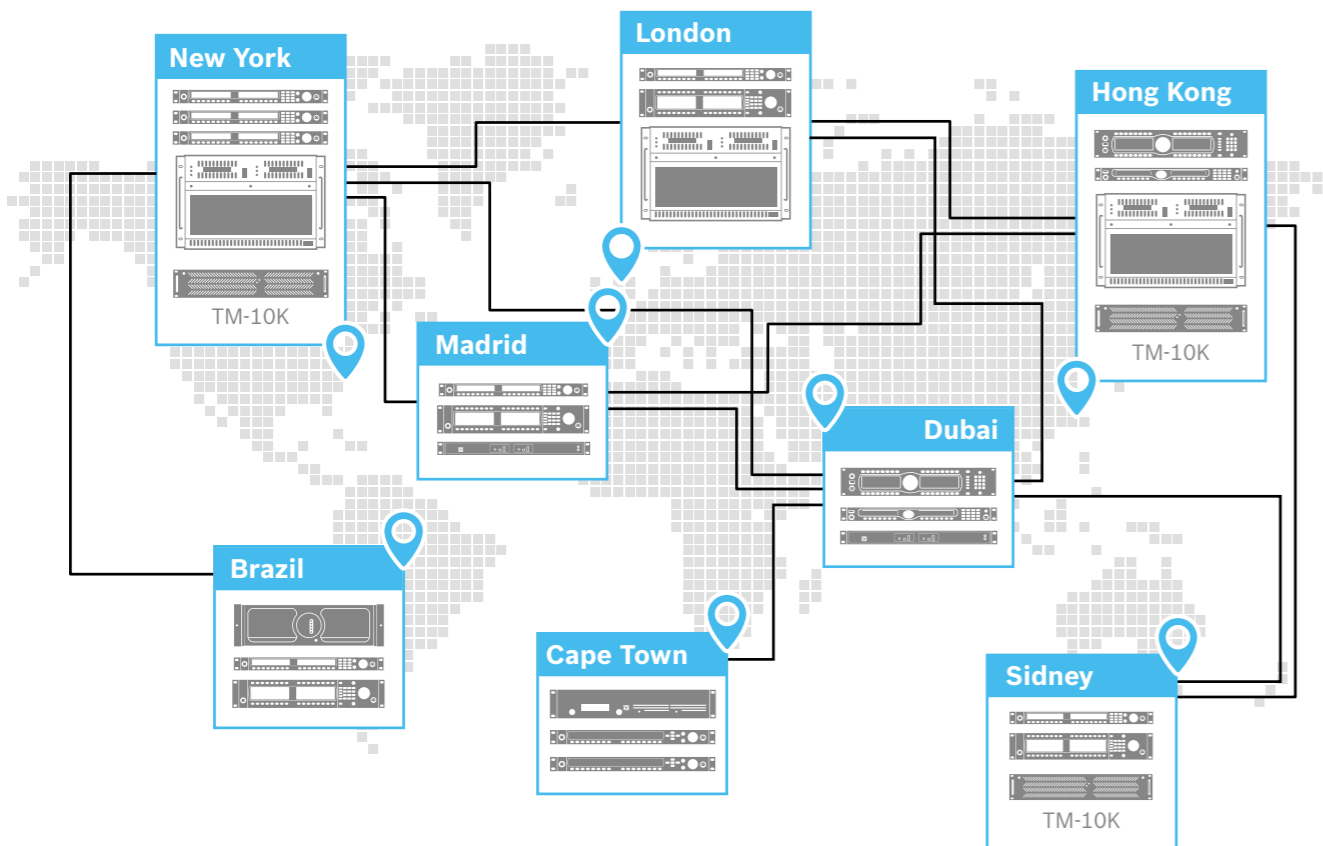 New York
TM-10K
London
Hong Kong
TM-10K
Madrid
Dubai
Brazil
Cape Town
Sidney
TM-10K